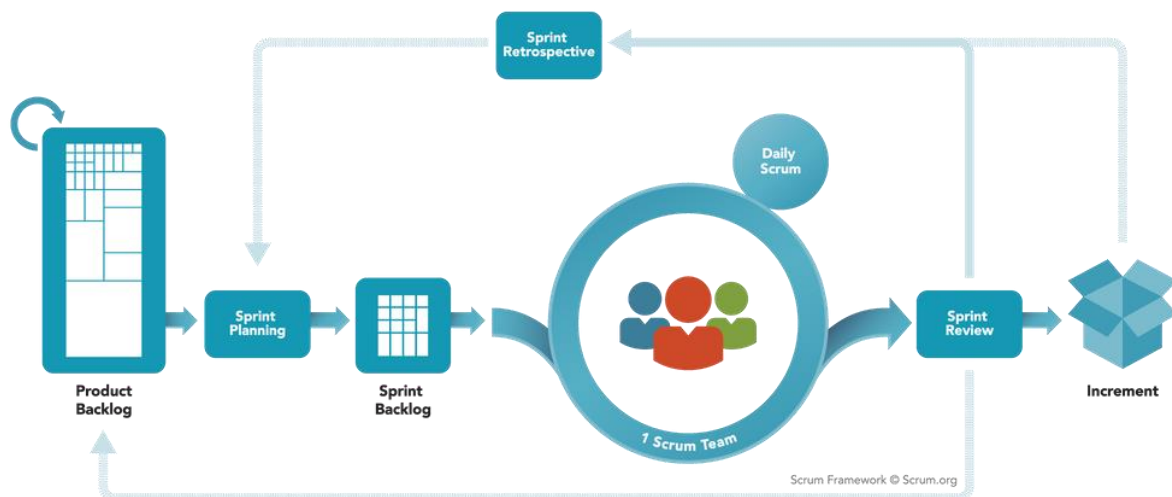 Sprint
Retrospective
Daily
Scrum
Sprint
Planning
Sprint
Review
Product
Backlog
Sprint
Backlog
1 Scrum Team
Increment
Scrum Framework © Scrum.org